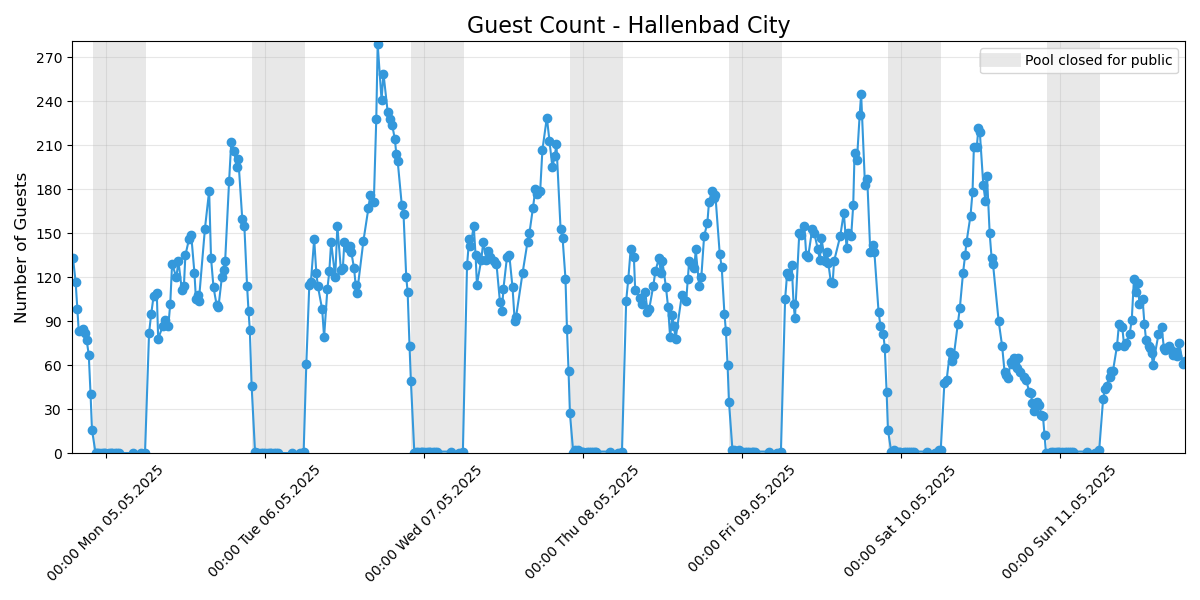 Guest Count - Hallenbad City
Pool closed for public
Number of Guests
270
240
210
180
150
120
90
60
30
0
00:00 Mon 05.05.2025
00:00 Tue 06.05.2025
00:00 Wed 07.05.2025
00:00 Thu 08.05.2025
00:00 Fri 09.05.2025
00:00 Sat 10.05.2025
00:00 Sun 11.05.2025